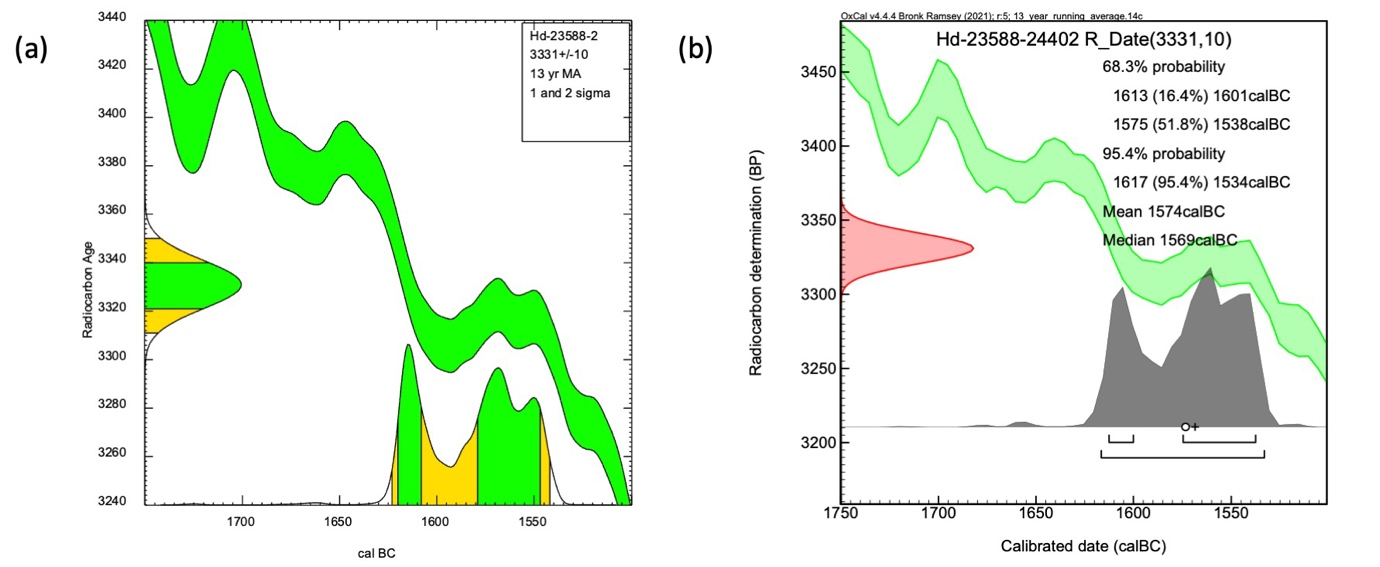 (a)
3440
3420
3400
3380
3360
3340
3320
3300
3280
3260
3240
Radiocarbon Age
1700
1650
1600
1550
cal BC
Hd-23588-2
3331+/-10
13 yr MA
1 and 2 sigma
(b)
OxCal v4.4.4 Bronk Ramsey (2021); r:5; 13_year_running_average.14c
Hd-23588-24402 R_Date(3331,10)
68.3% probability
1613 (16.4%) 1601calBC
1575 (51.8%) 1538calBC
95.4% probability
1617 (95.4%) 1534calBC
Mean 1574calBC
Median 1569calBC
3450
3400
3350
3300
3250
3200
Radiocarbon determination (BP)
1750
1700
1650
1600
1550
Calibrated date (calBC)